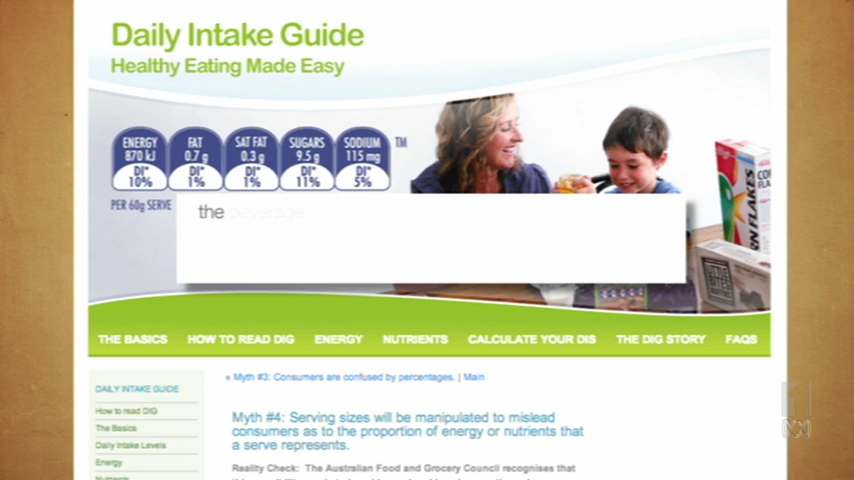 Daily Intake Guide
Healthy Eating Made Easy
ENERGY 870 kJ DI* 10%
FAT 0.7 g DI* 1%
SAT FAT 0.3 g DI* 1%
SUGARS 9.5 g DI* 11%
SODIUM 115 mg DI* 5%
TM
PER 60g SERVE
the beverage
THE BASICS HOW TO READ DIG ENERGY NUTRIENTS CALCULATE YOUR DIS THE DIG STORY FAQS
DAILY INTAKE GUIDE
How to read DIG
The Basics
Daily Intake Levels
Energy
Nutrients
« Myth #3: Consumers are confused by percentages. | Main
Myth #4: Serving sizes will be manipulated to mislead
consumers as to the proportion of energy or nutrients that
a serve represents.
Reality Check: The Australian Food and Grocery Council recognises that